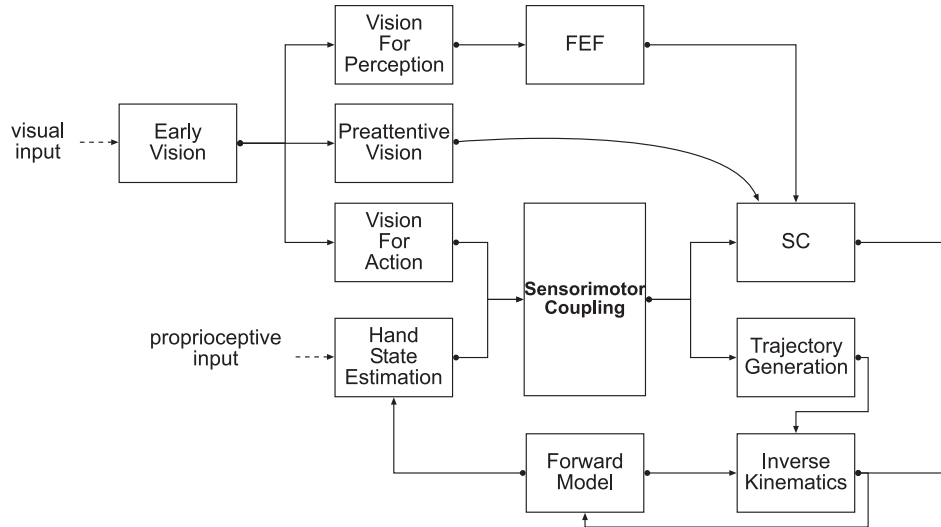 Vision
For
Perception
FEF
visual
input
Early
Vision
Preattentive
Vision
Vision
For
Action
Sensorimotor
Coupling
SC
proprioceptive
input
Hand
State
Estimation
Trajectory
Generation
Forward
Model
Inverse
Kinematics